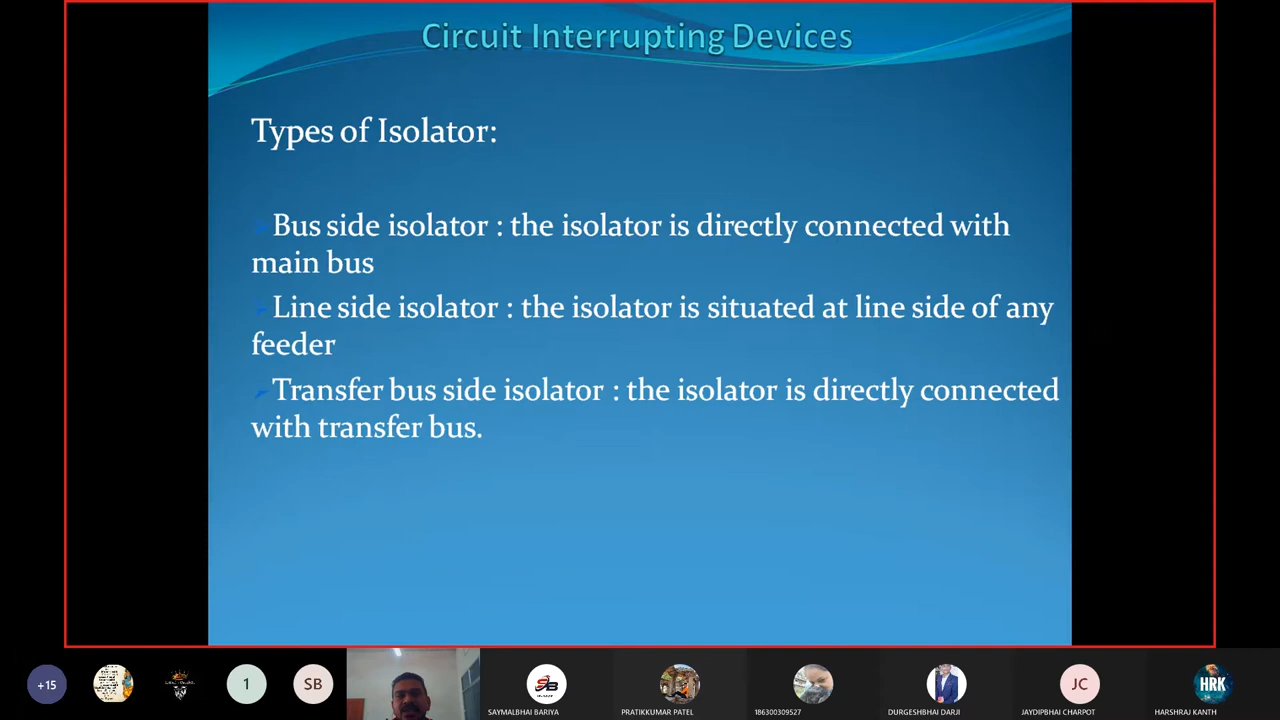 Circuit Interrupting Devices
Types of Isolator:
Bus side isolator : the isolator is directly connected with
main bus
Line side isolator : the isolator is situated at line side of any
feeder
Transfer bus side isolator : the isolator is directly connected
with transfer bus.
+15
1
SB
SB
JC
HRK
SAYMALBHAI BARIYA
PRATIKKUMAR PATEL
186300309527
DURGESHBHAI DARJI
JAYDIPBHAI CHARPOT
HARSHRAJ KANTH